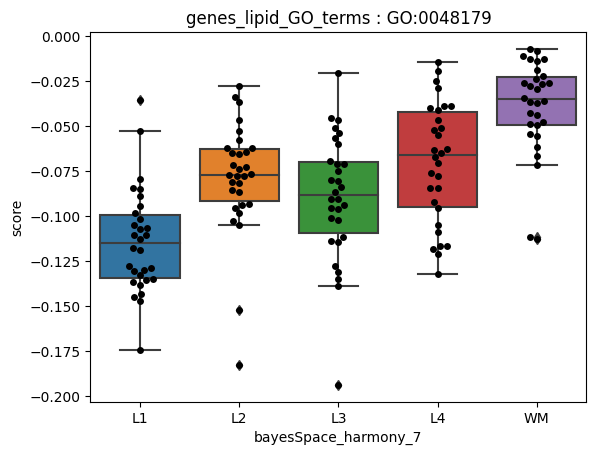 genes_lipid_GO_terms : GO:0048179
0.000
−0.025
−0.050
−0.075
−0.100
−0.125
−0.150
−0.175
−0.200
score
L1 L2 L3 L4 WM
bayesSpace_harmony_7